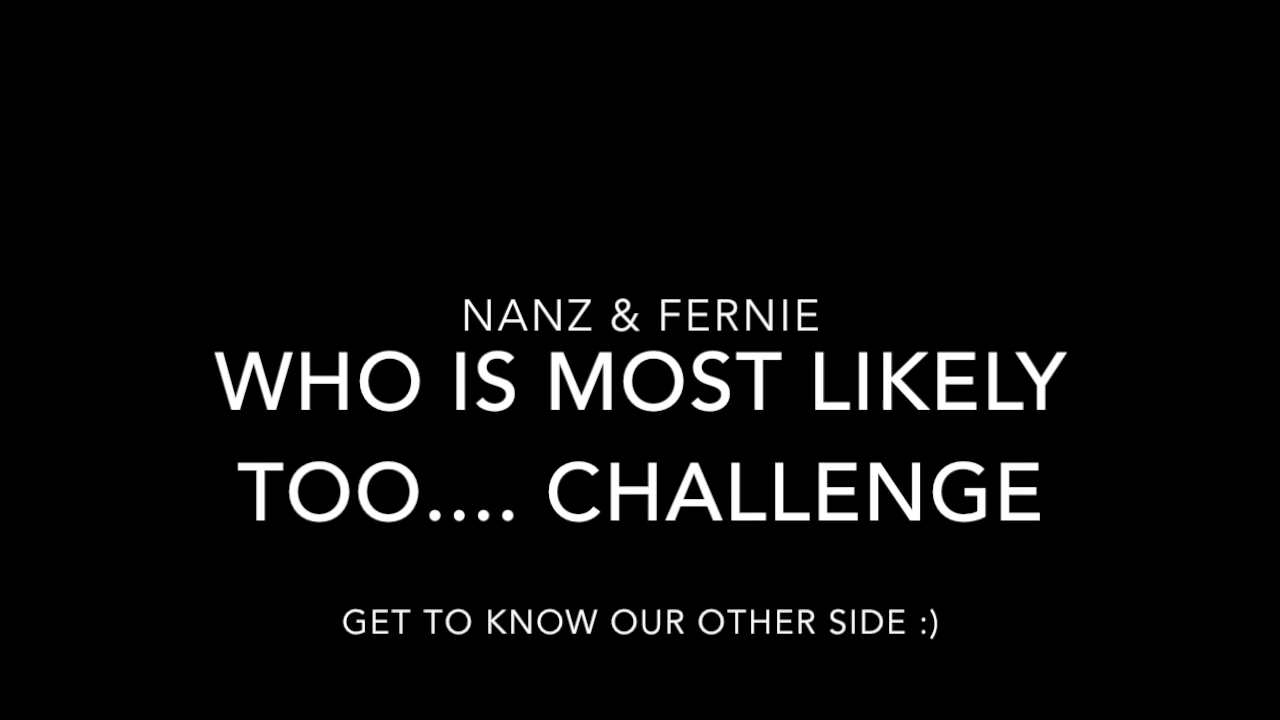 NANZ & FERNIE
WHO IS MOST LIKELY
TOO.... CHALLENGE
GET TO KNOW OUR OTHER SIDE :)